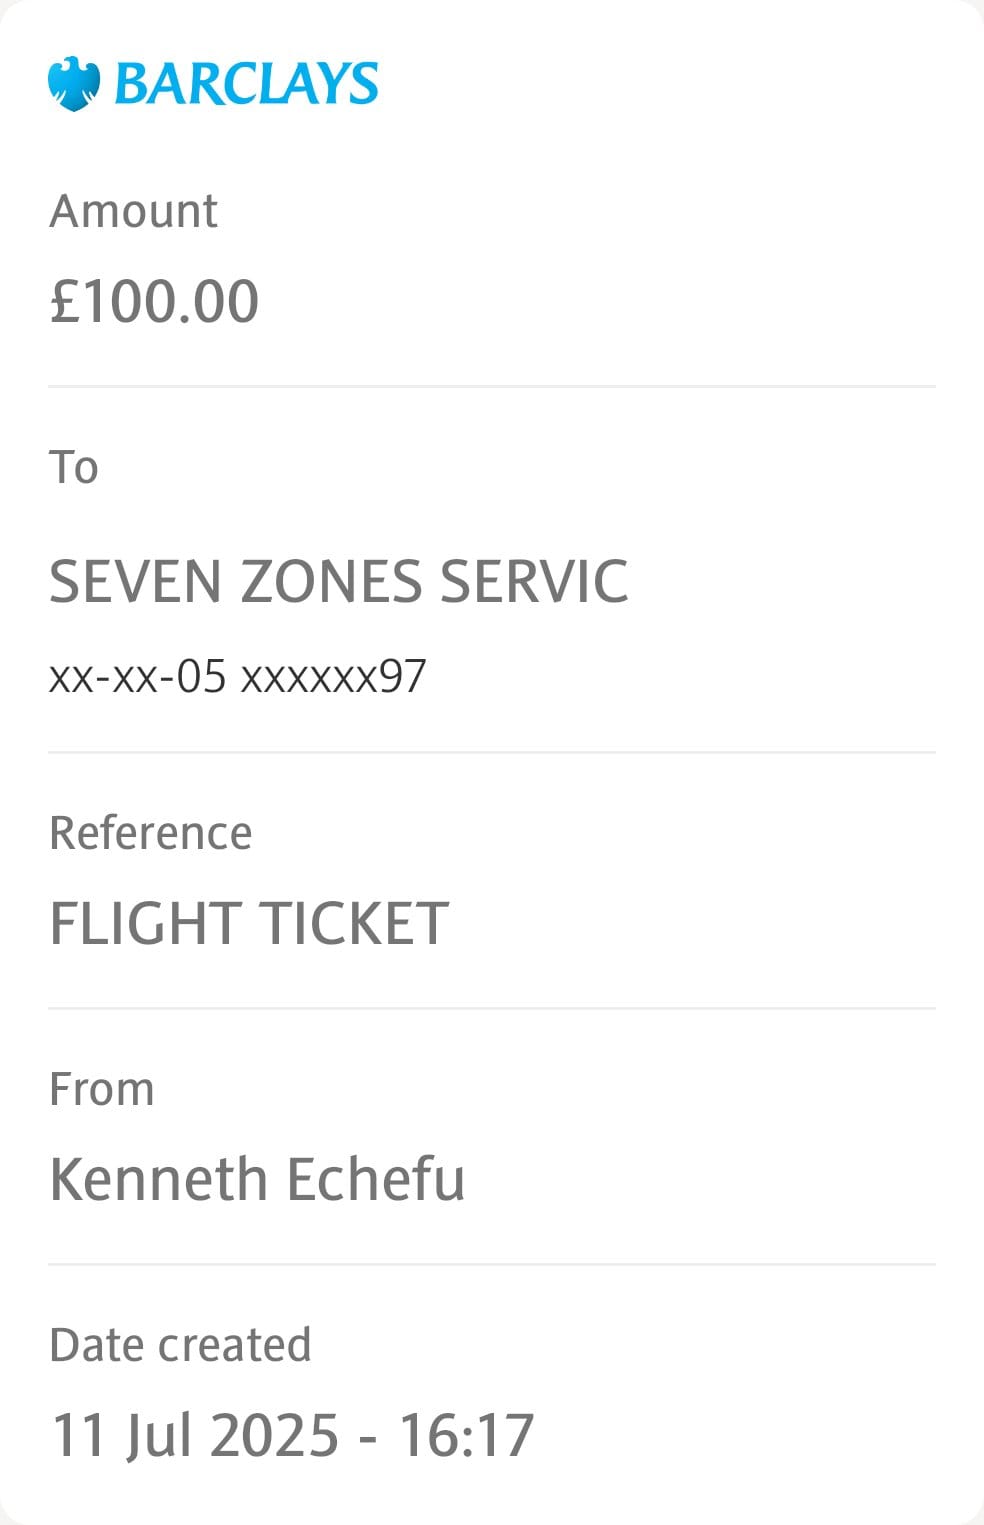 BARCLAYS
Amount
£100.00
To
SEVEN ZONES SERVIC
xx-xx-05 xxxxxx97
Reference
FLIGHT TICKET
From
Kenneth Echefu
Date created
11 Jul 2025 - 16:17